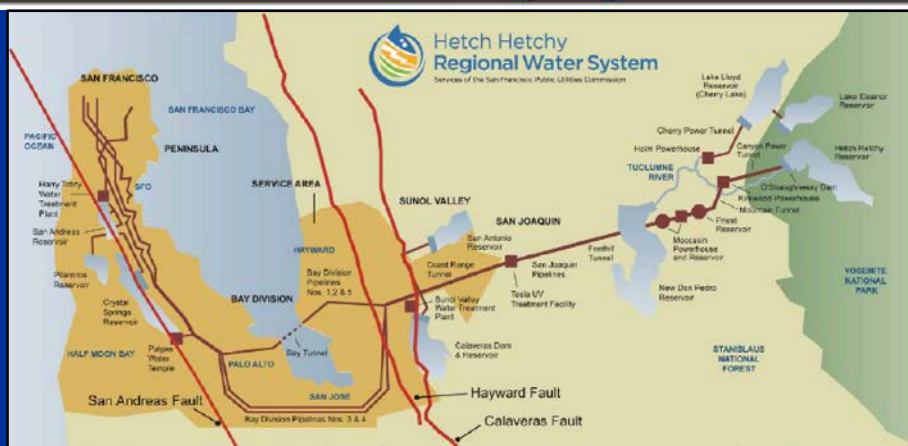 Hetch Hetchy
Regional Water System
Services of the San Francisco Public Utilities Commission
SAN FRANCISCO
SAN FRANCISCO BAY
PACIFIC
OCEAN
PENINSULA
SFO
Harry Tracy
Water
Treatment
Plant
San Andreas
Reservoir
Pilarcitos
Reservoir
Crystal
Springs
Reservoir
HALF MOON BAY
Pulgas
Water
Temple
San Andreas Fault
SERVICE AREA
HAYWARD
Bay Division
Pipelines
Nos. 1,2 & 5
BAY DIVISION
PALO ALTO
Bay Tunnel
SAN JOSE
Bay Division Pipelines Nos. 3 & 4
SUNOL VALLEY
San Antonio
Reservoir
Coast Range
Tunnel
Sunol Valley
Water Treatment
Plant
Calaveras Dam
& Reservoir
Hayward Fault
Calaveras Fault
SAN JOAQUIN
San Joaquin
Pipelines
Tesla UV
Treatment Facility
Foothill
Tunnel
New Don Pedro
Reservoir
Moccasin
Powerhouse
and Reservoir
Priest
Reservoir
Mountain Tunnel
Kirkwood Powerhouse
O'Shaughnessy Dam
TUOLUMNE
RIVER
Holm Powerhouse
Cherry Power Tunnel
Canyon Power
Tunnel
Lake Lloyd
Reservoir
(Cherry Lake)
Lake Eleanor
Reservoir
Hetch Hetchy
Reservoir
YOSEMITE
NATIONAL
PARK
STANISLAUS
NATIONAL
FOREST